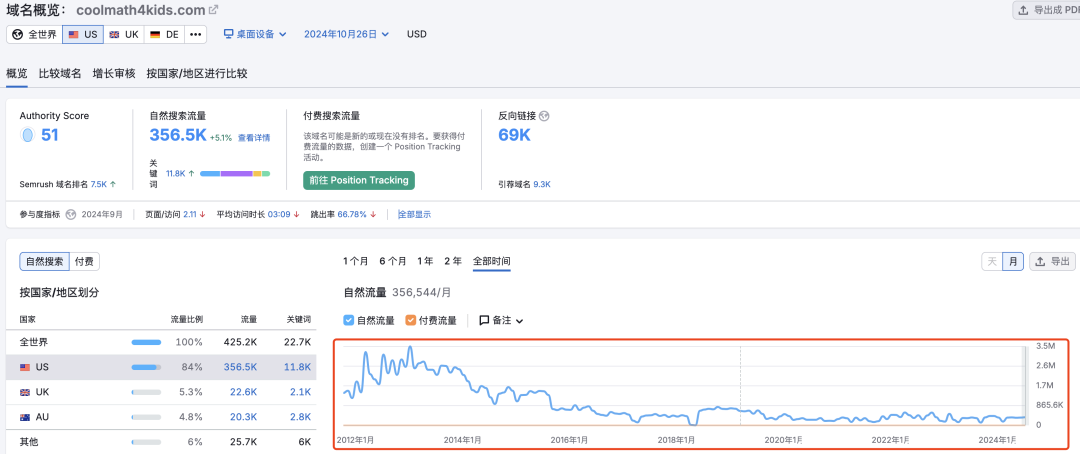 域名概览： coolmath4kids.com
导出成 PDF
全世界 US UK DE •••
桌面设备 2024年10月26日 USD
概览 比较域名 增长审核 按国家/地区进行比较
Authority Score
51
Semrush 域名排名 7.5K ↑
自然搜索流量
356.5K +5.1% 查看详情
关键词 11.8K ↑
付费搜索流量
该域名可能是新的或现在没有排名。要获得付
费流量的数据，创建一个 Position Tracking
活动。
前往 Position Tracking
反向链接
69K
引荐域名 9.3K
参与度指标 2024年9月 页面/访问 2.11 ↓ 平均访问时长 03:09 ↓ 跳出率 66.78% ↓ 全部显示
自然搜索 付费
按国家/地区划分
国家 流量比例 流量 关键词
全世界 100% 425.2K 22.7K
US 84% 356.5K 11.8K
UK 5.3% 22.6K 2.1K
AU 4.8% 20.3K 2.8K
其他 6% 25.7K 6K
1个月 6个月 1年 2年 全部时间
天 月 导出
自然流量 356,544/月
自然流量 付费流量 备注
3.5M
2.6M
1.7M
865.6K
0
2012年1月 2014年1月 2016年1月 2018年1月 2020年1月 2022年1月 2024年1月